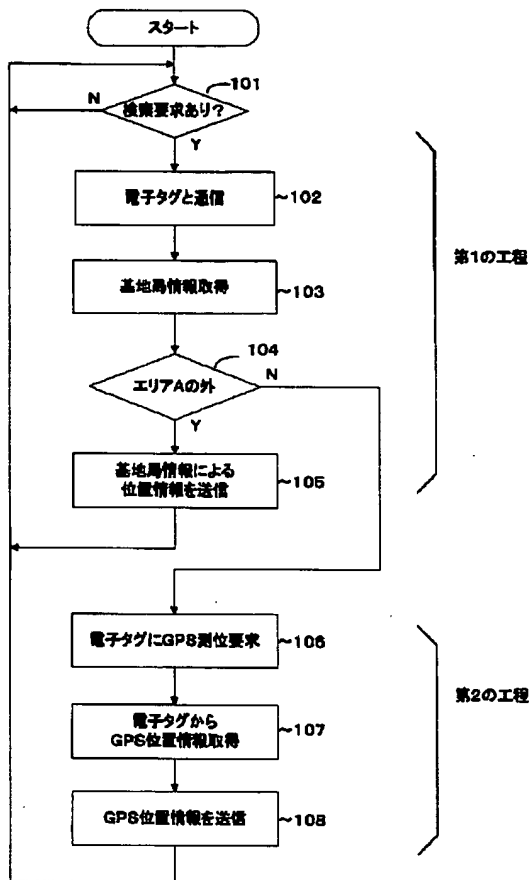 スタート
101
検索要求あり?
N
Y
電子タグと通信
~102
基地局情報取得
~103
104
エリアAの外
N
Y
基地局情報による
位置情報を送信
~105
第1の工程
電子タグにGPS測位要求
~106
電子タグから
GPS位置情報取得
~107
GPS位置情報を送信
~108
第2の工程